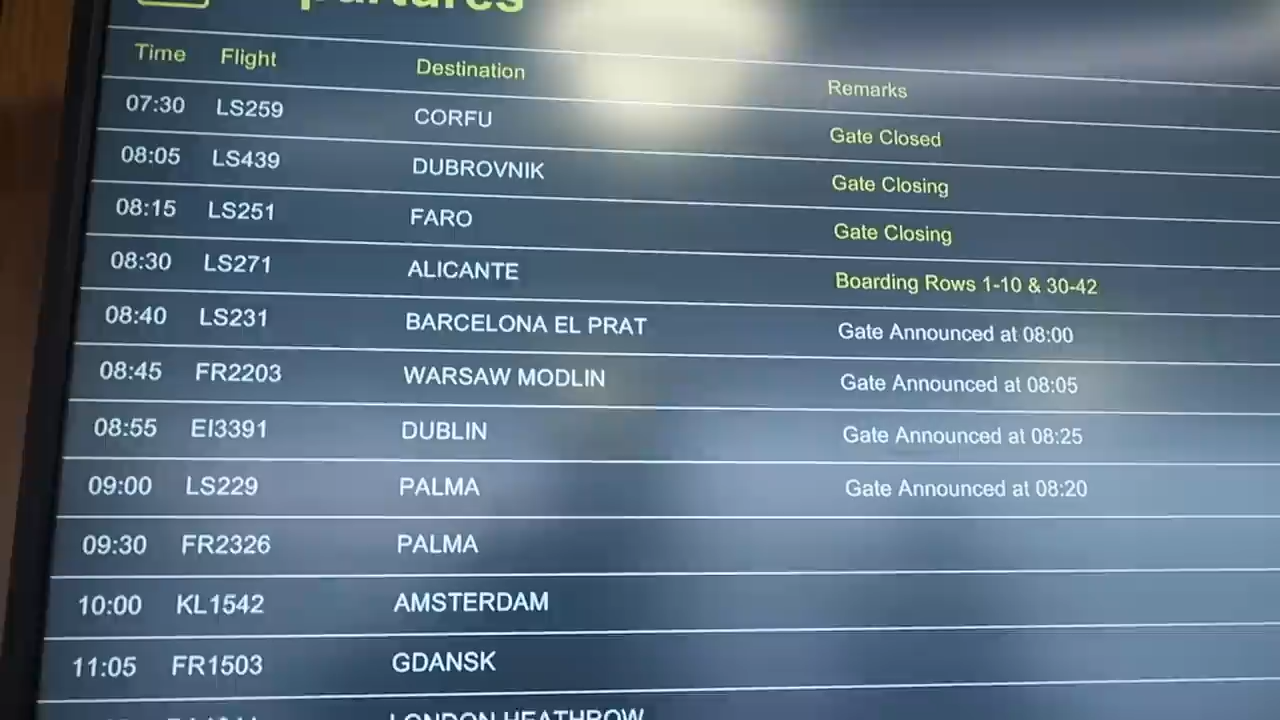 Departures
Time Flight Destination Remarks
07:30 LS259 CORFU Gate Closed
08:05 LS439 DUBROVNIK Gate Closing
08:15 LS251 FARO Gate Closing
08:30 LS271 ALICANTE Boarding Rows 1-10 & 30-42
08:40 LS231 BARCELONA EL PRAT Gate Announced at 08:00
08:45 FR2203 WARSAW MODLIN Gate Announced at 08:05
08:55 EI3391 DUBLIN Gate Announced at 08:25
09:00 LS229 PALMA Gate Announced at 08:20
09:30 FR2326 PALMA
10:00 KL1542 AMSTERDAM
11:05 FR1503 GDANSK
LONDON HEATHROW